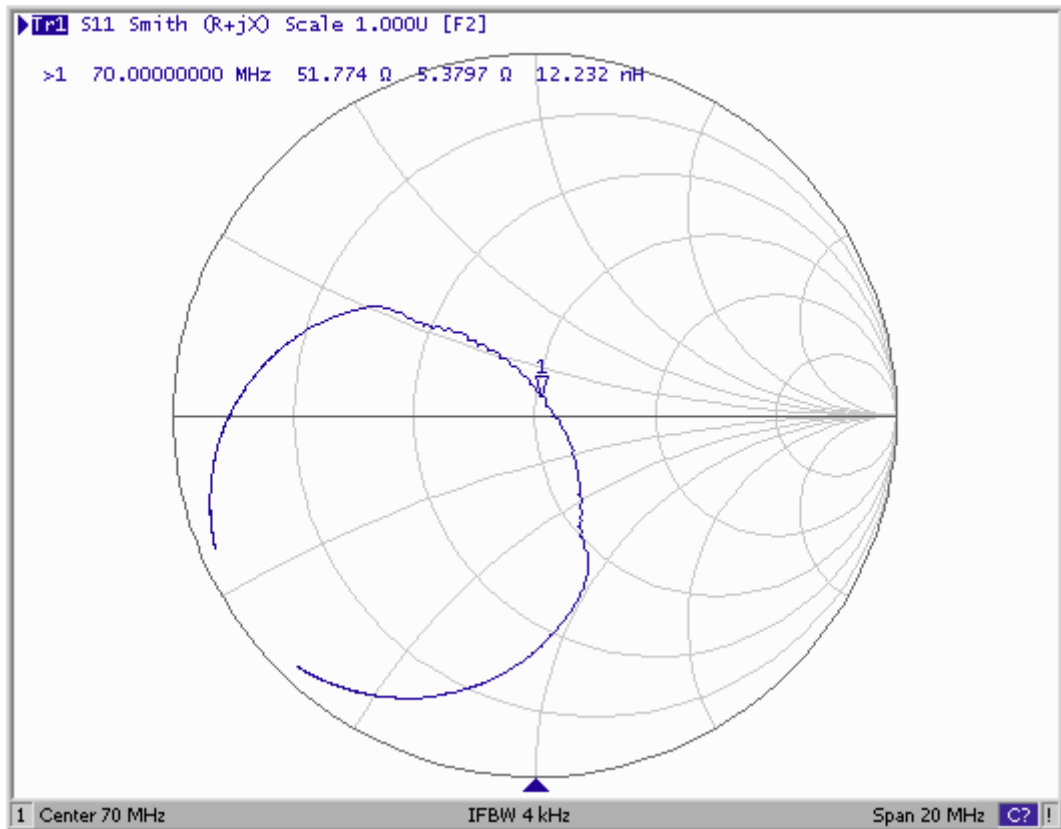 Tr1 S11 Smith (R+jX) Scale 1.000U [F2]
>1 70.00000000 MHz 51.774 Ω 5.3797 Ω 12.232 nH
1
1 Center 70 MHz IFBW 4 kHz Span 20 MHz C? !